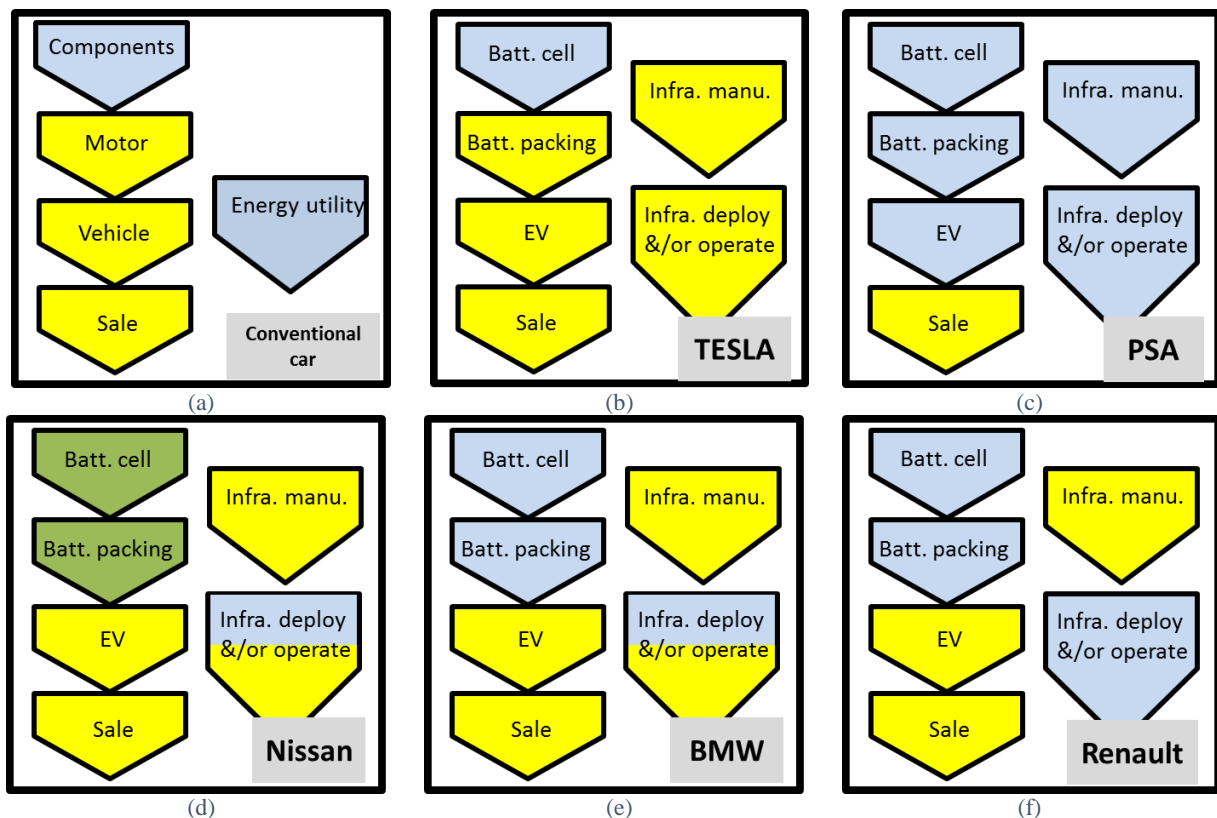 Components
Motor
Vehicle
Sale
Energy utility
Conventional
car
(a)
Batt. cell
Batt. packing
EV
Sale
Infra. manu.
Infra. deploy
&/or operate
TESLA
(b)
Batt. cell
Batt. packing
EV
Sale
Infra. manu.
Infra. deploy
&/or operate
PSA
(c)
Batt. cell
Batt. packing
EV
Sale
Infra. manu.
Infra. deploy
&/or operate
Nissan
(d)
Batt. cell
Batt. packing
EV
Sale
Infra. manu.
Infra. deploy
&/or operate
BMW
(e)
Batt. cell
Batt. packing
EV
Sale
Infra. manu.
Infra. deploy
&/or operate
Renault
(f)